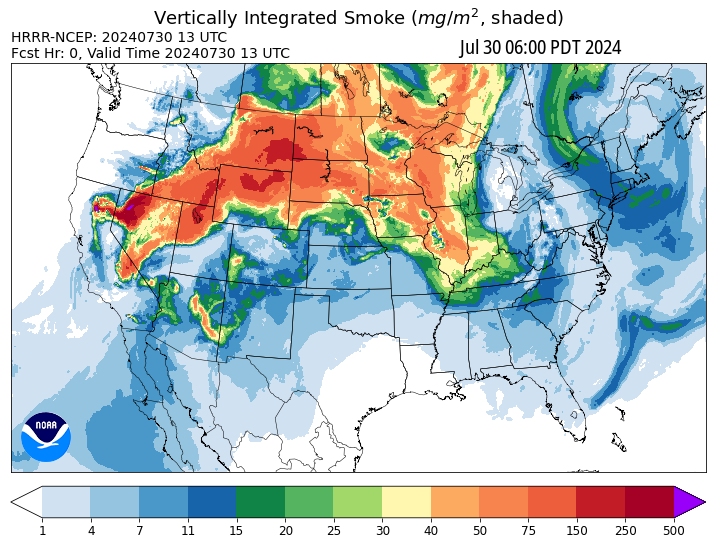 Vertically Integrated Smoke (mg/m², shaded)
HRRR-NCEP: 20240730 13 UTC
Fcst Hr: 0, Valid Time 20240730 13 UTC
Jul 30 06:00 PDT 2024
NOAA
1 4 7 11 15 20 25 30 40 50 75 150 250 500